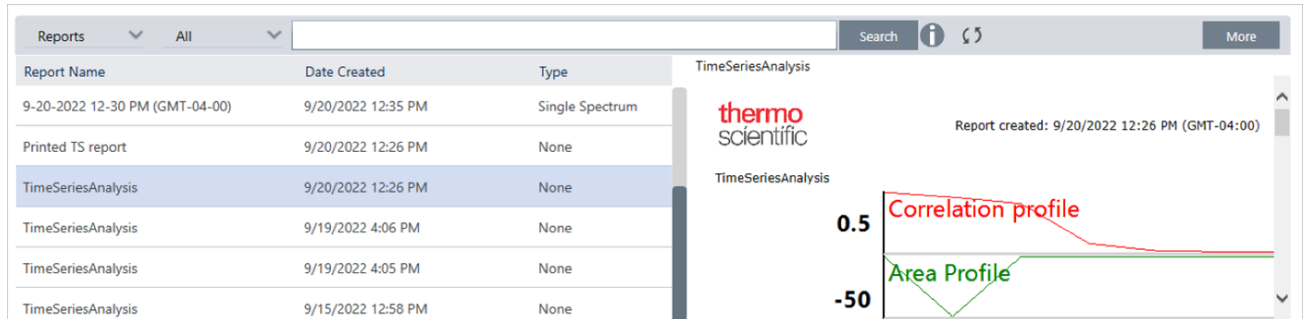 Reports All Search More
Report Name Date Created Type
9-20-2022 12-30 PM (GMT-04-00) 9/20/2022 12:35 PM Single Spectrum
Printed TS report 9/20/2022 12:26 PM None
TimeSeriesAnalysis 9/20/2022 12:26 PM None
TimeSeriesAnalysis 9/19/2022 4:06 PM None
TimeSeriesAnalysis 9/19/2022 4:05 PM None
TimeSeriesAnalysis 9/15/2022 12:58 PM None
TimeSeriesAnalysis
thermo
scientific
Report created: 9/20/2022 12:26 PM (GMT-04:00)
TimeSeriesAnalysis
Correlation profile
0.5
Area Profile
-50